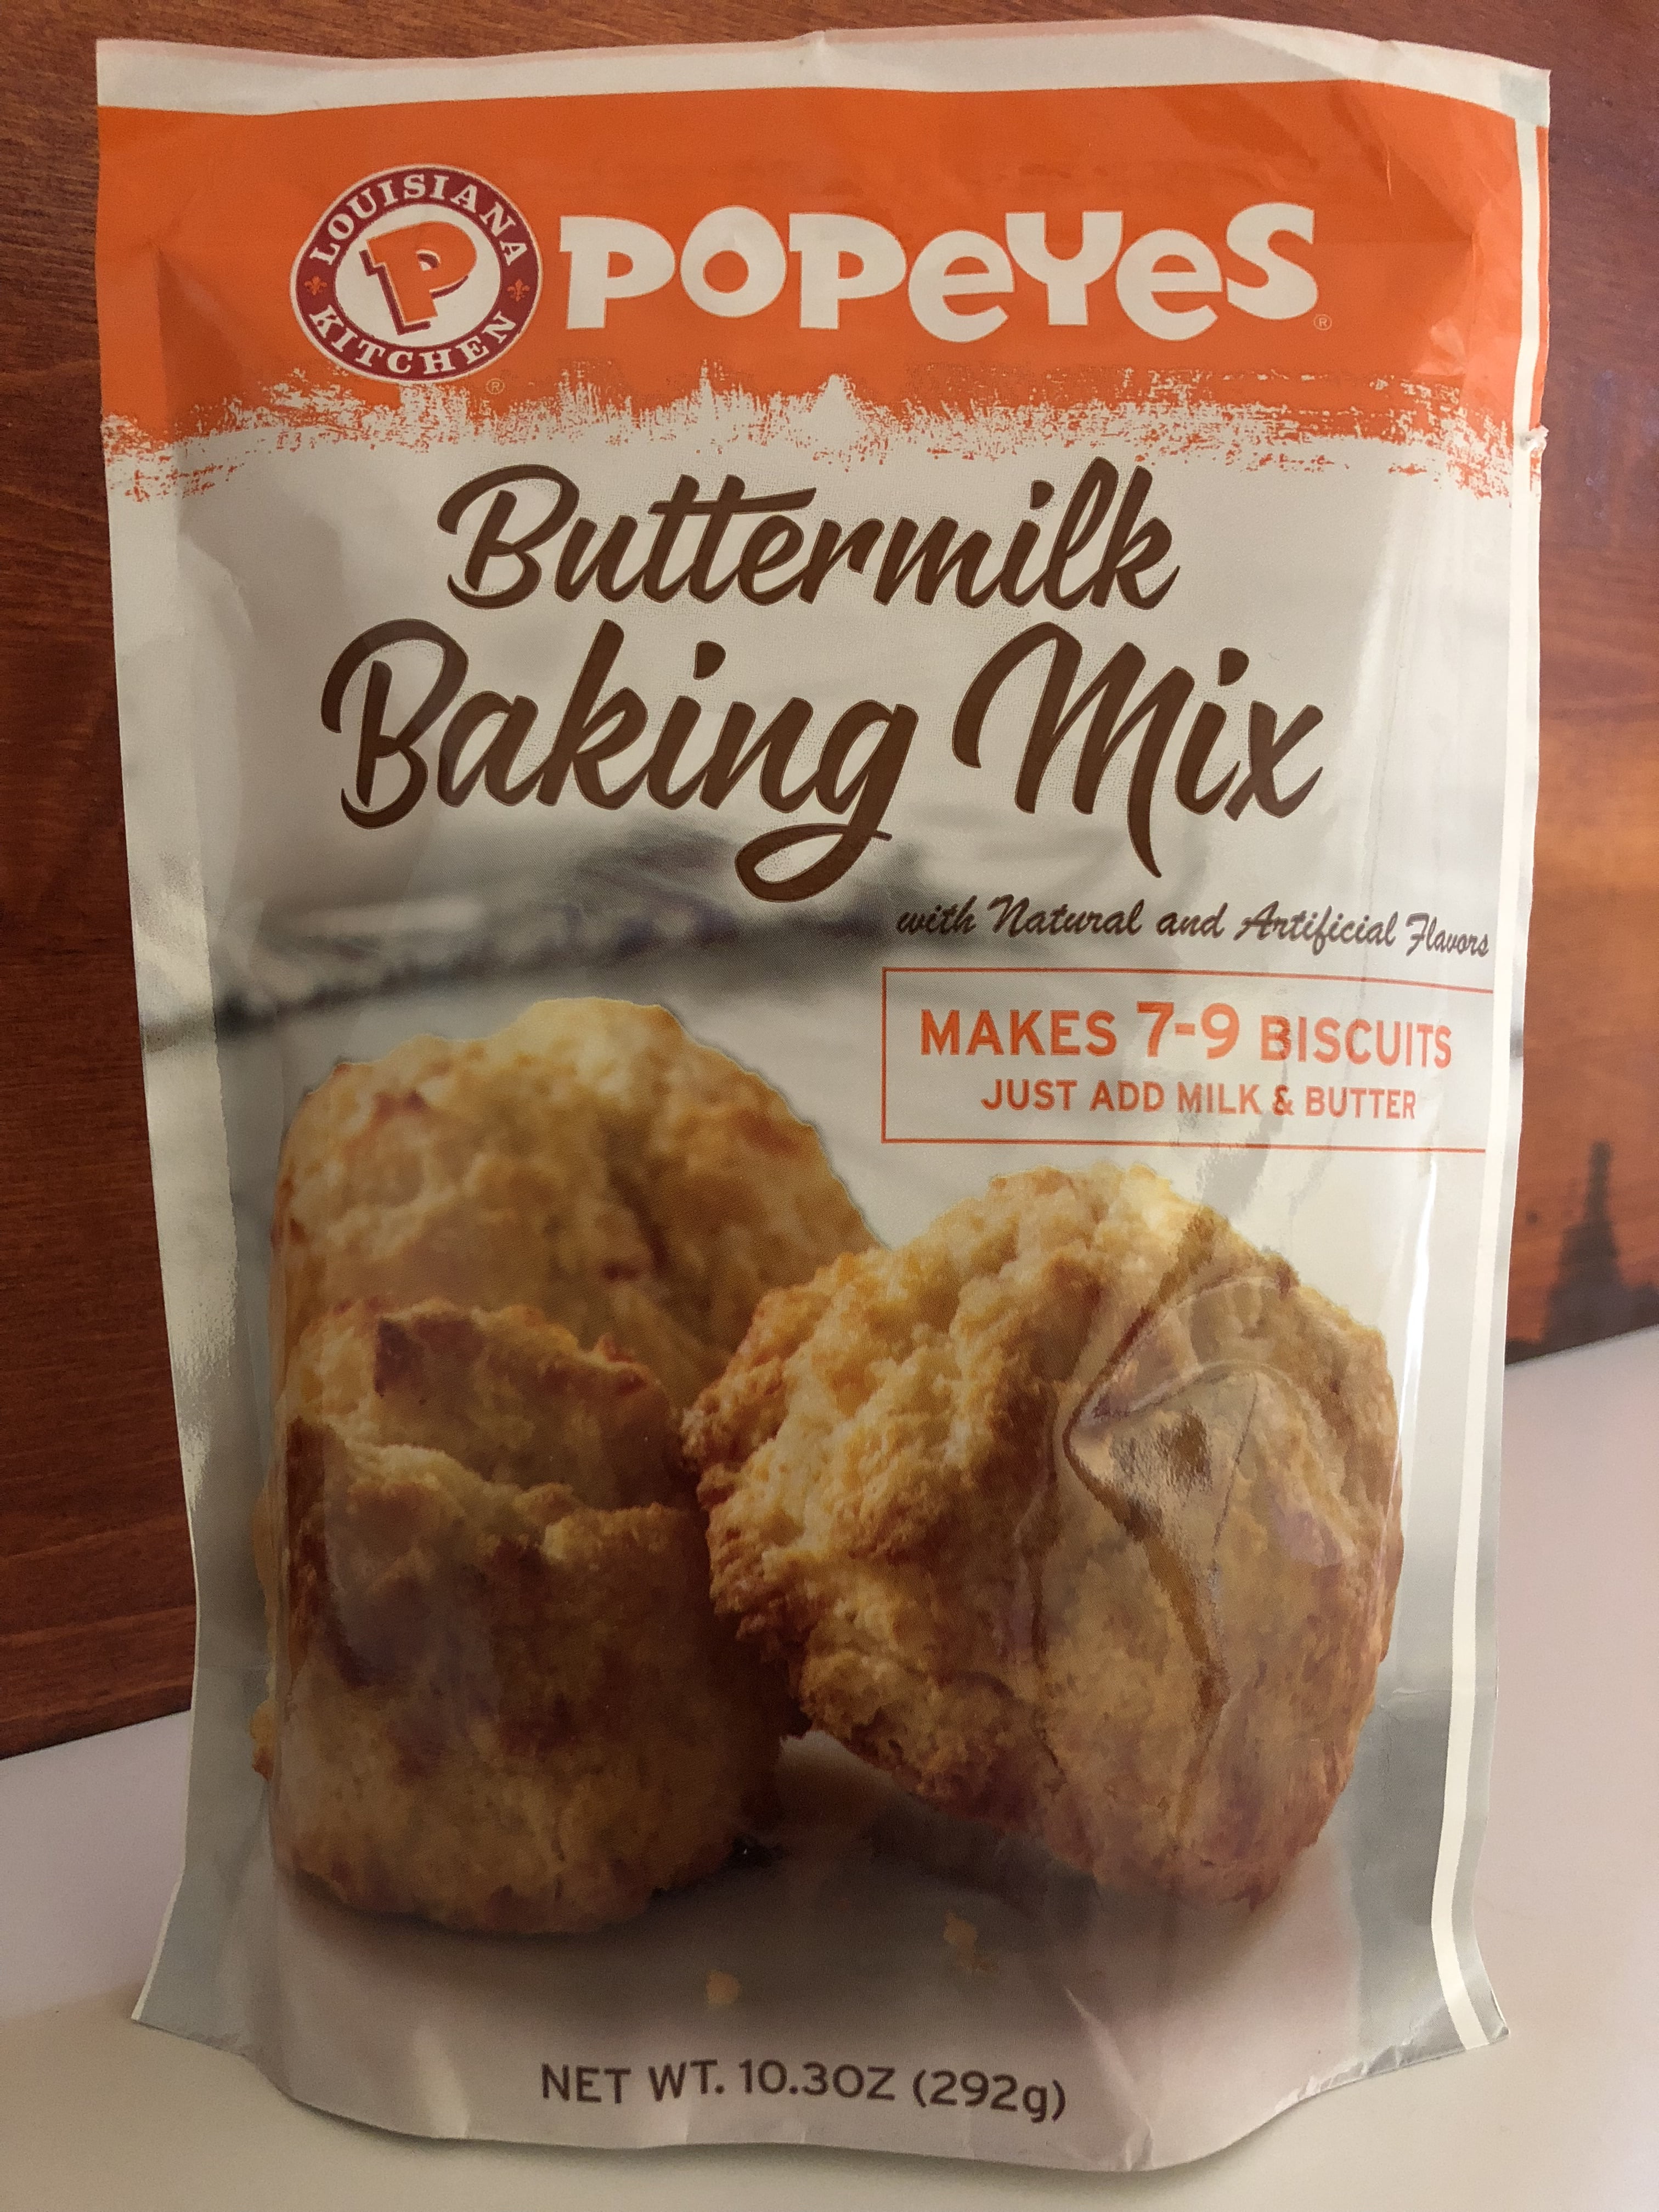 LOUISIANA
P
KITCHEN
®
POPEYES
®
Buttermilk
Baking Mix
with Natural and Artificial Flavors
MAKES 7-9 BISCUITS
JUST ADD MILK & BUTTER
NET WT. 10.3OZ (292g)